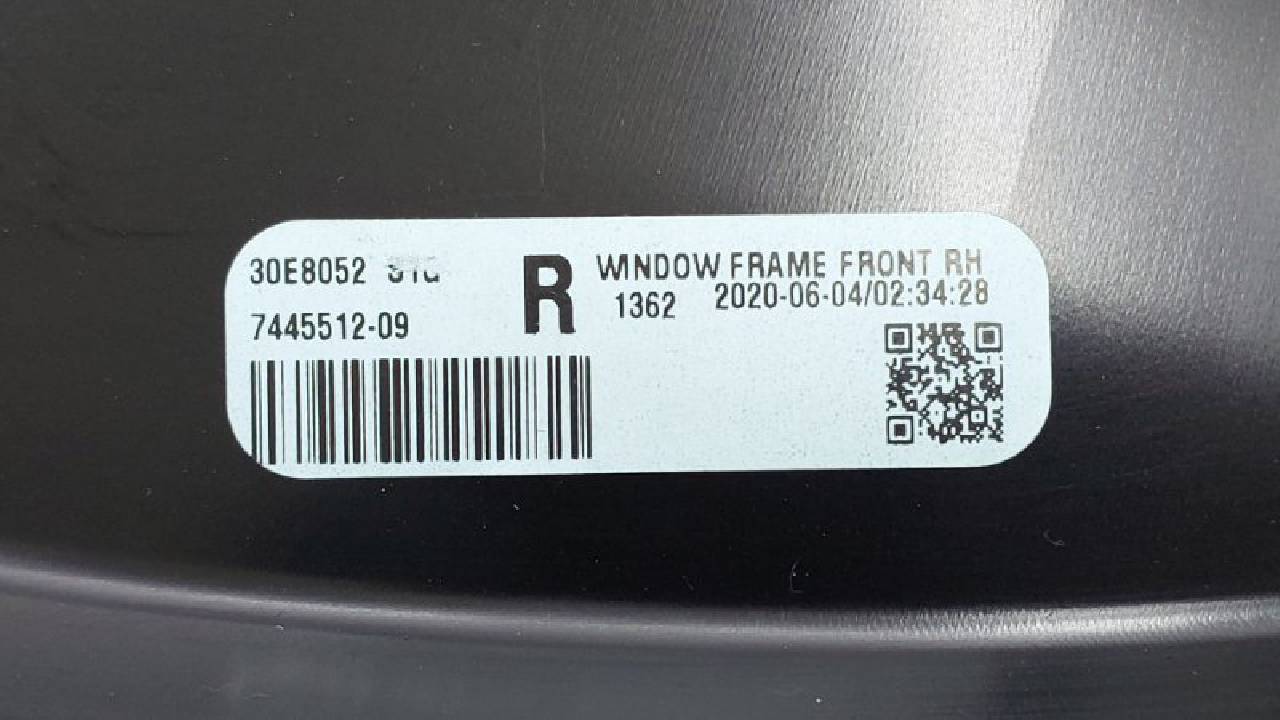 30E8052
R
WINDOW FRAME FRONT RH
1362 2020-06-04/02:34:28
7445512-09